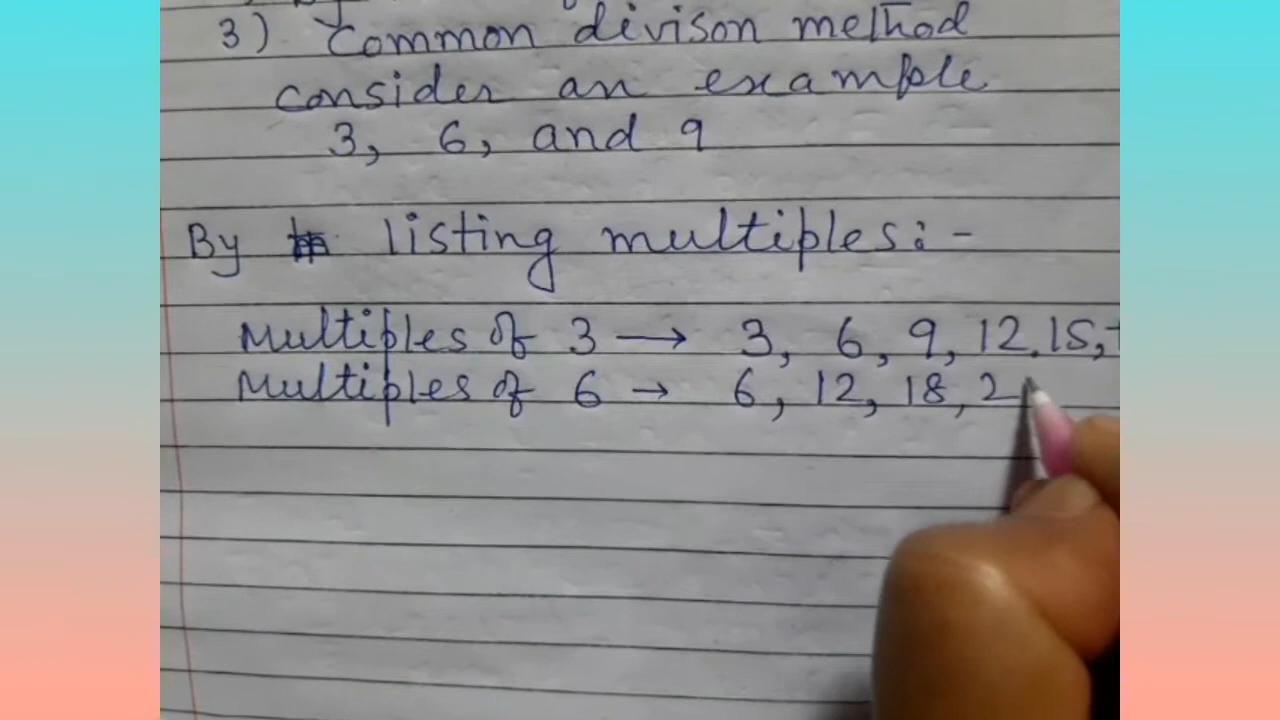 3) Common divison method
consider an example
3, 6, and 9
By listing multiples:-
Multiples of 3 → 3, 6, 9, 12, 15,
Multiples of 6 → 6, 12, 18, 2